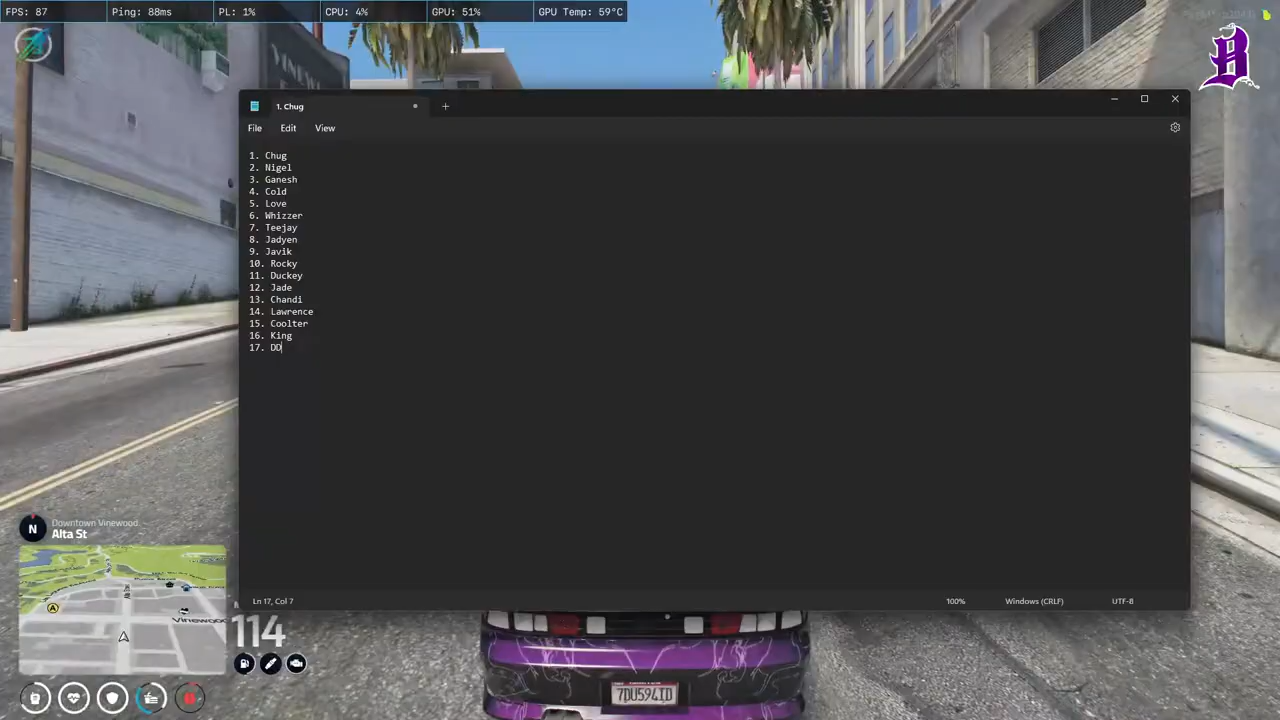 FPS: 87 Ping: 88ms PL: 1% CPU: 4% GPU: 51% GPU Temp: 59°C
1. Chug
File Edit View
1. Chug
2. Nigel
3. Ganesh
4. Cold
5. Love
6. Whizzer
7. Teejay
8. Jadyen
9. Javik
10. Rocky
11. Duckey
12. Jade
13. Chandi
14. Lawrence
15. Coolter
16. King
17. DD
Ln 17, Col 7 100% Windows (CRLF) UTF-8
N Downtown Vinewood
Alta St
A
Vinewood
114
7DU594ID